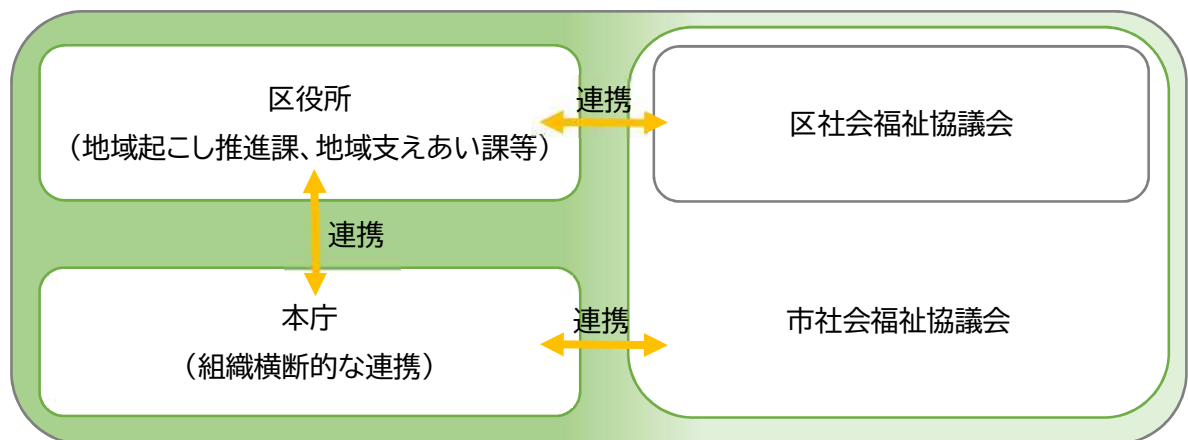 区役所
（地域起こし推進課、地域支えあい課等）
連携
区社会福祉協議会
連携
本庁
（組織横断的な連携）
連携
市社会福祉協議会